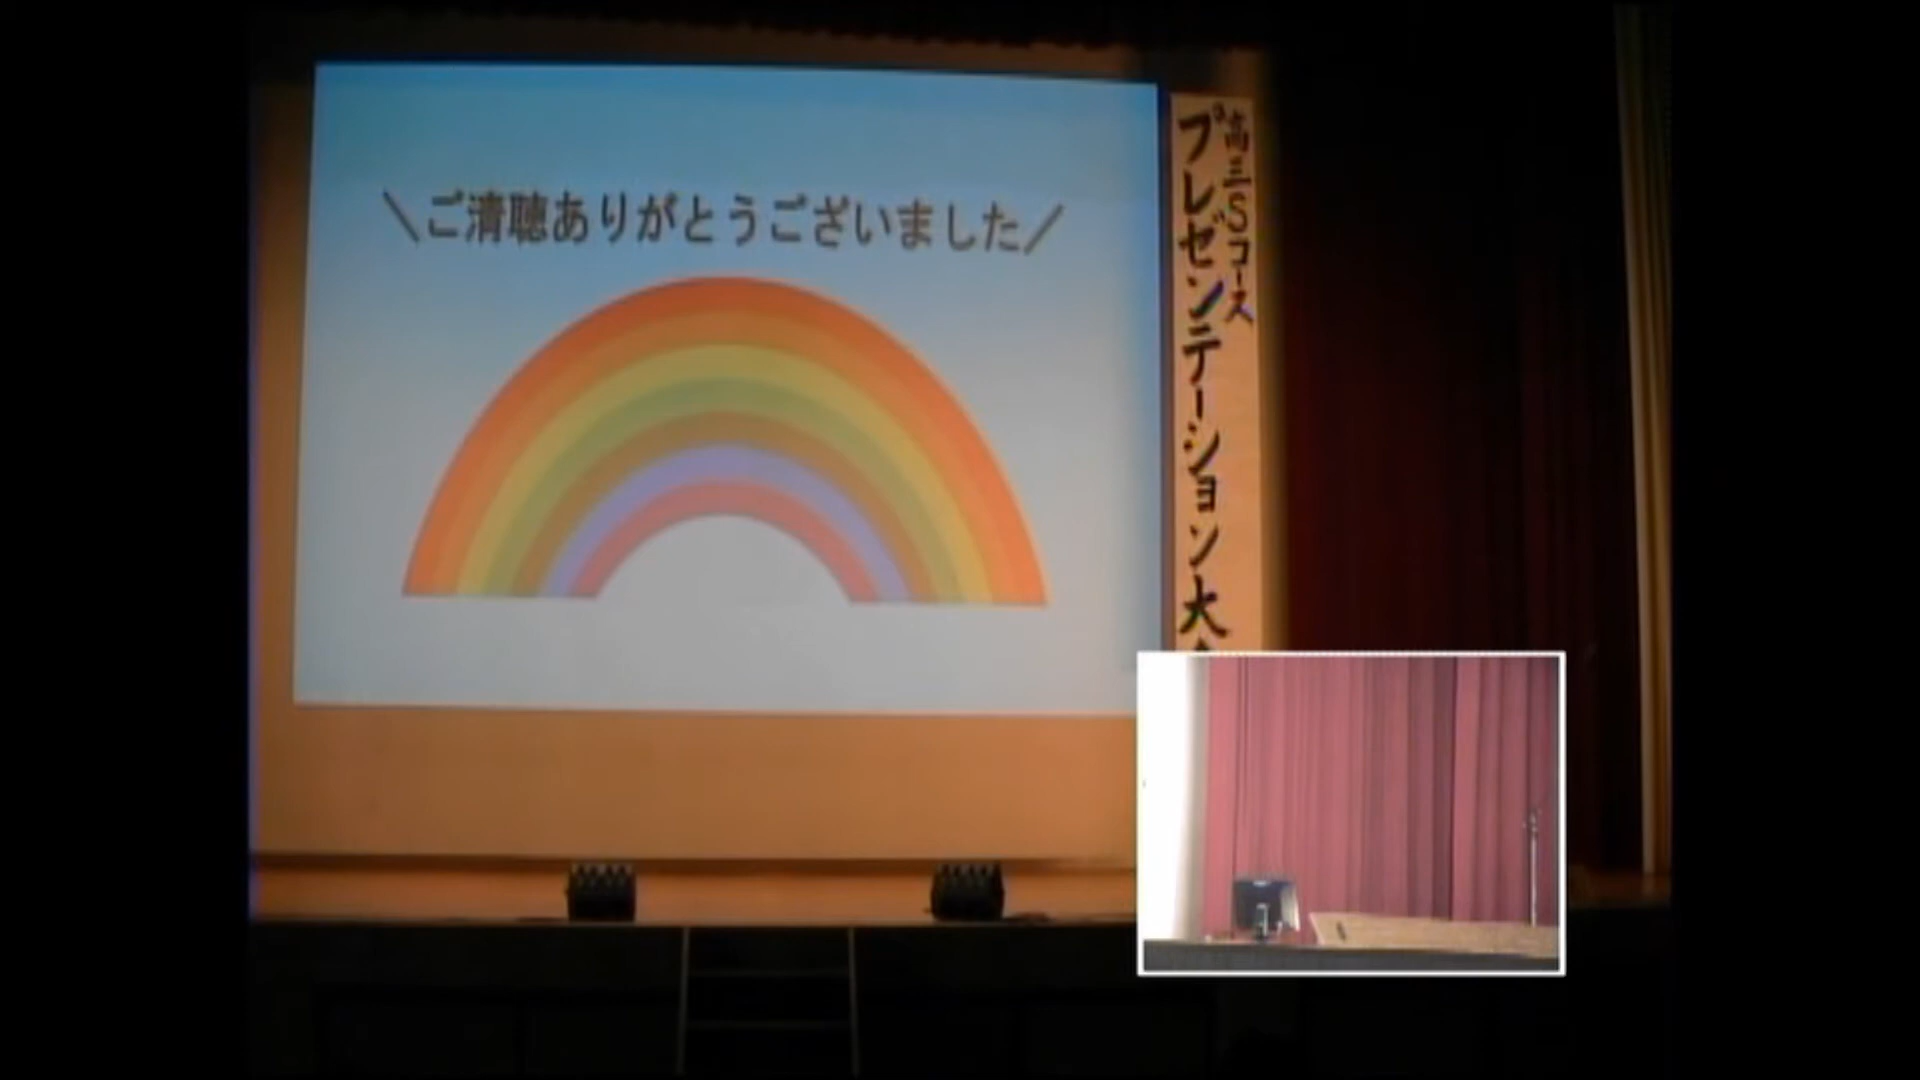 ＼ご清聴ありがとうございました／
高三Sコース
プレゼンテーション大